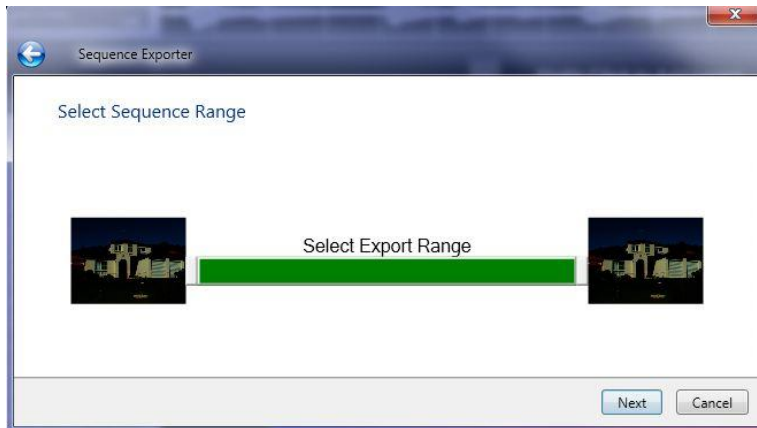 Sequence Exporter
Select Sequence Range
Select Export Range
Next
Cancel